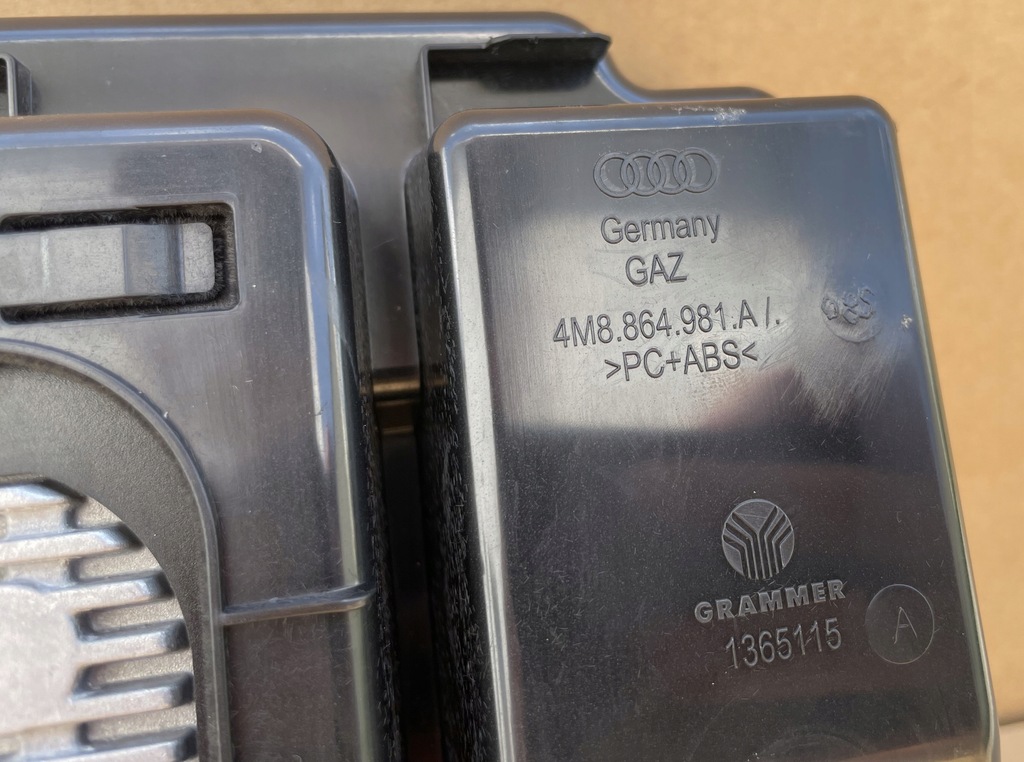 Germany
GAZ
4M8.864.981.A /.
>PC+ABS<
GRAMMER
1365115
A